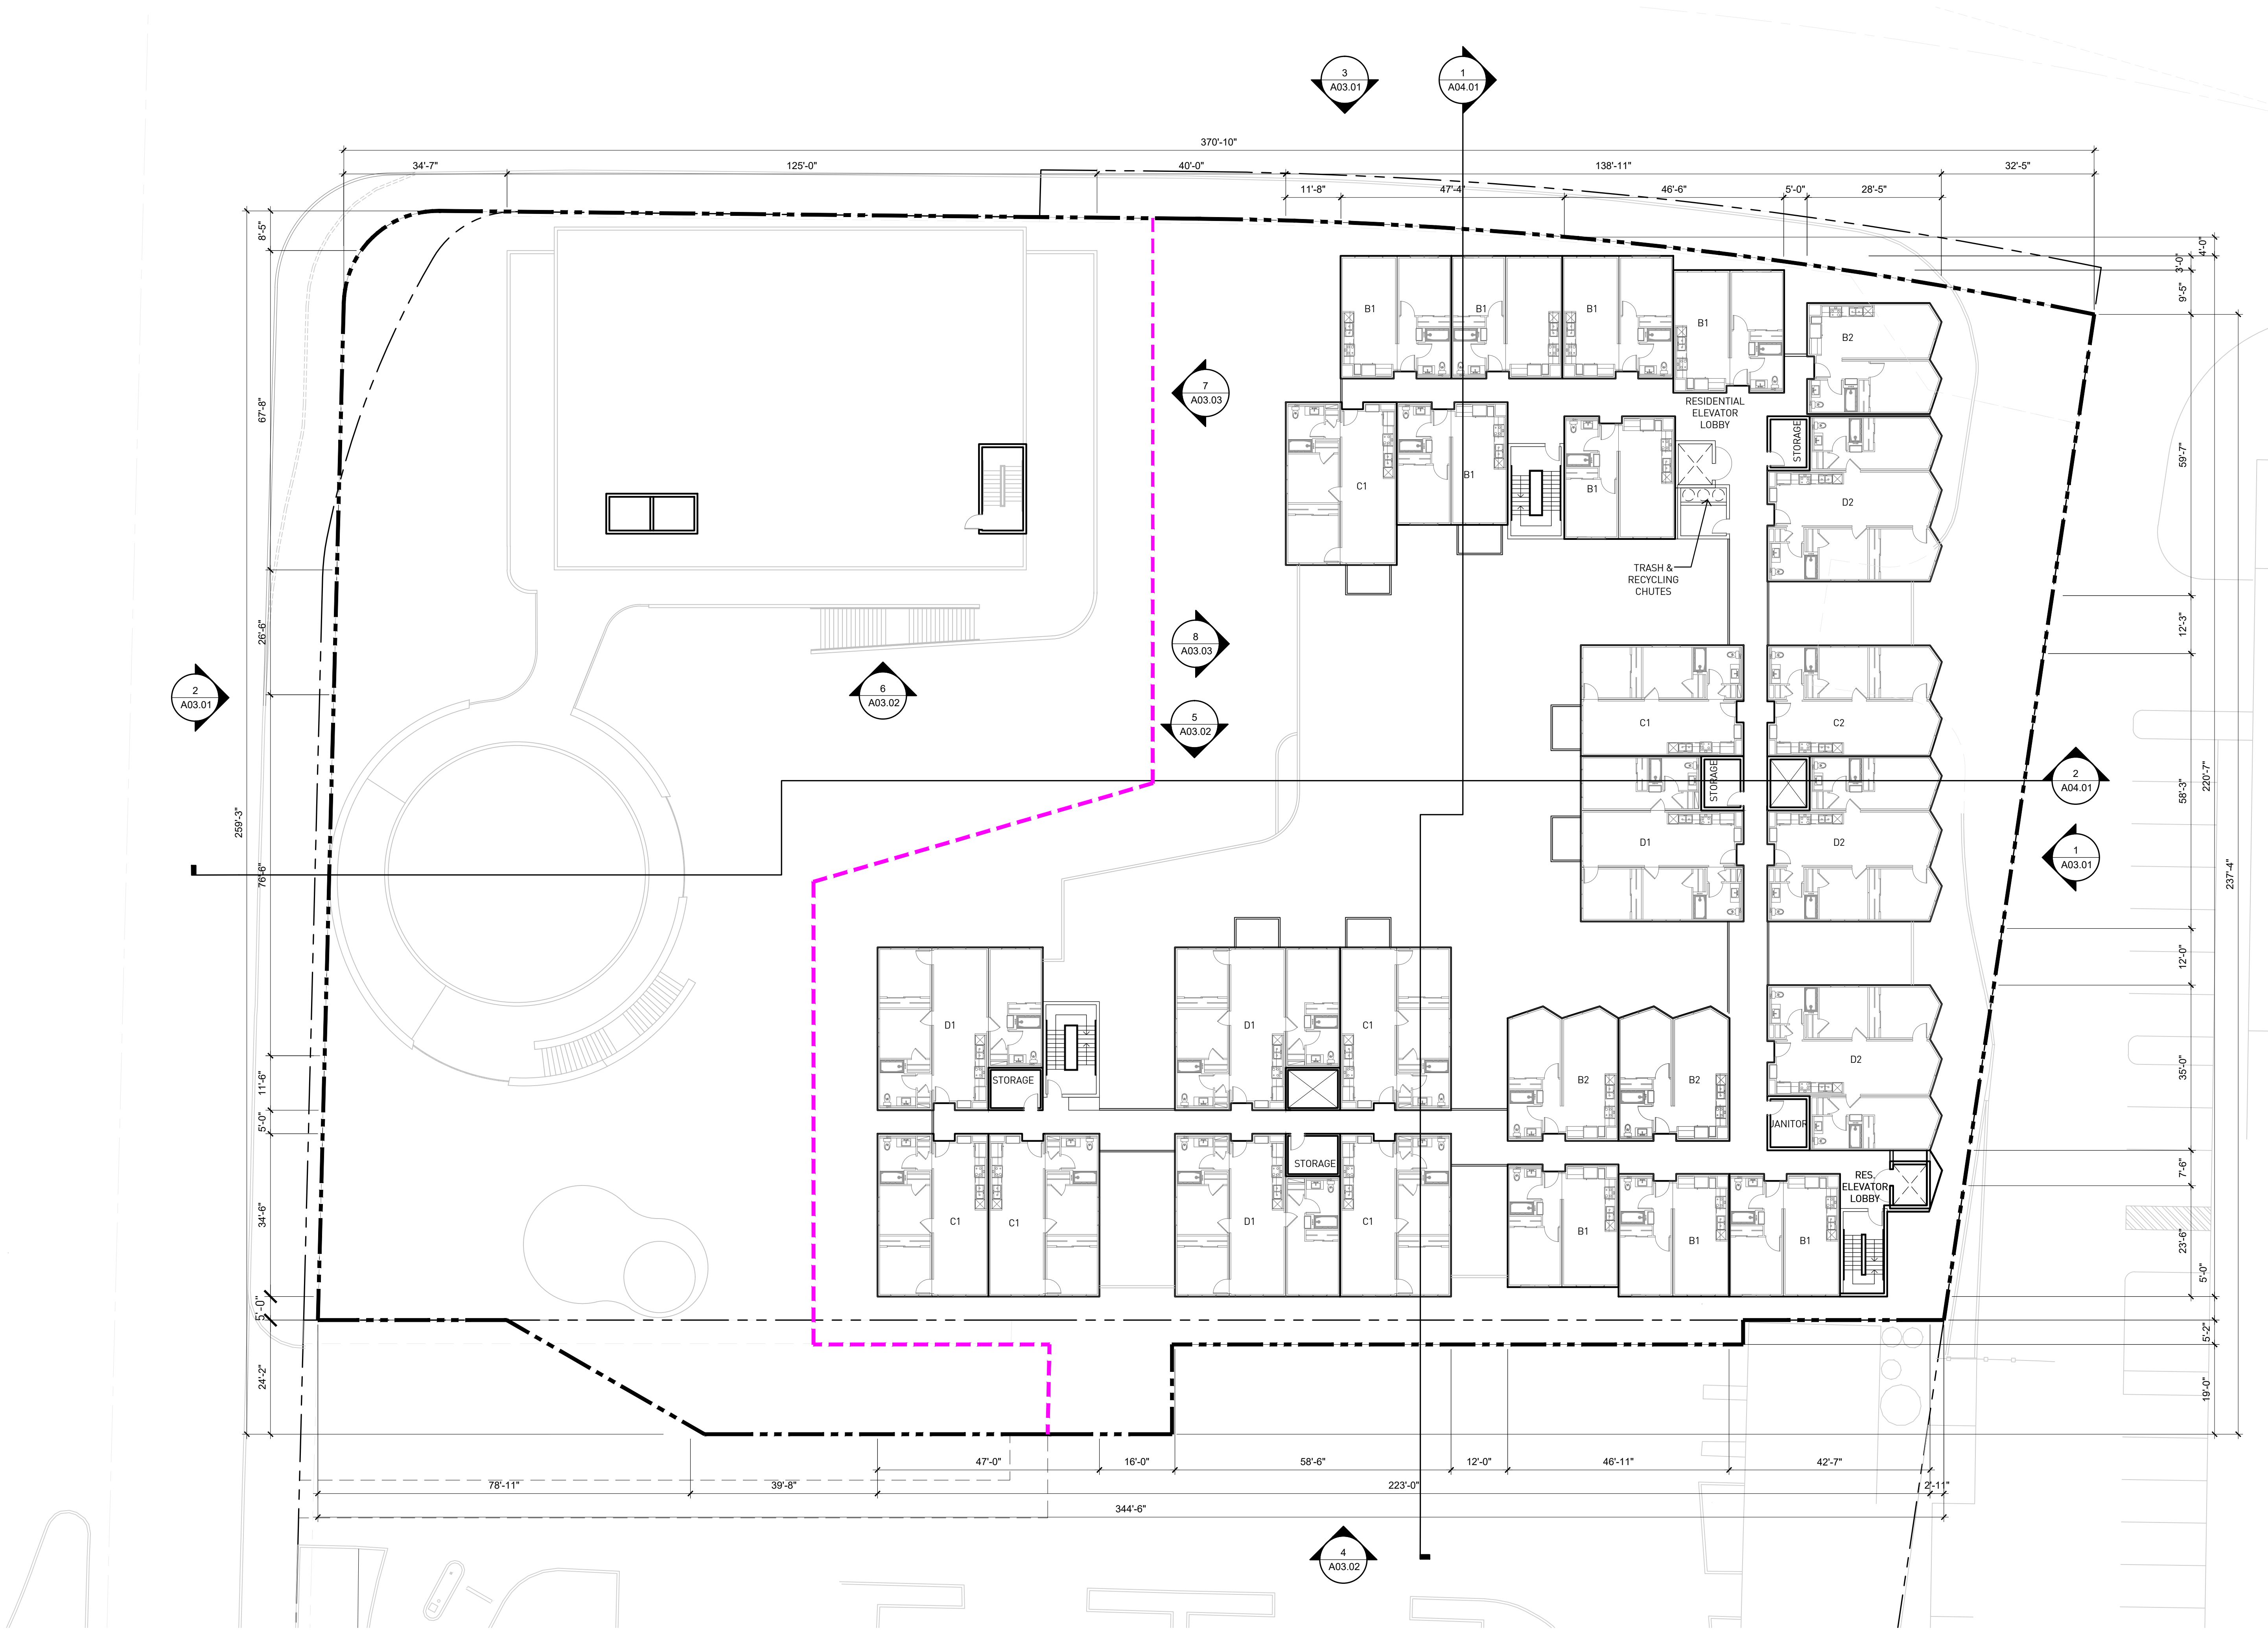 3
A03.01
1
A04.01
370'-10"
34'-7"
125'-0"
40'-0"
138'-11"
32'-5"
11'-8"
47'-4"
46'-6"
5'-0"
28'-5"
8'-5"
4'-0"
3'-0"
9'-5"
B1
B1
B1
B1
B2
7
A03.03
RESIDENTIAL
ELEVATOR
LOBBY
67'-8"
STORAGE
59'-7"
C1
B1
B1
D2
TRASH &
RECYCLING
CHUTES
26'-6"
8
A03.03
12'-3"
2
A03.01
6
A03.02
5
A03.02
C1
C2
STORAGE
2
A04.01
220'-7"
58'-3"
259'-3"
76'-6"
D1
D2
1
A03.01
237'-4"
12'-0"
D1
D1
C1
D2
35'-0"
11'-6"
STORAGE
B2
B2
5'-0"
JANITOR
STORAGE
7'-6"
RES.
ELEVATOR
LOBBY
34'-6"
C1
C1
D1
C1
B1
B1
B1
23'-6"
5'-0"
5'-0"
5'-2"
24'-2"
19'-0"
47'-0"
16'-0"
58'-6"
12'-0"
46'-11"
42'-7"
78'-11"
39'-8"
223'-0"
2'-11"
344'-6"
4
A03.02